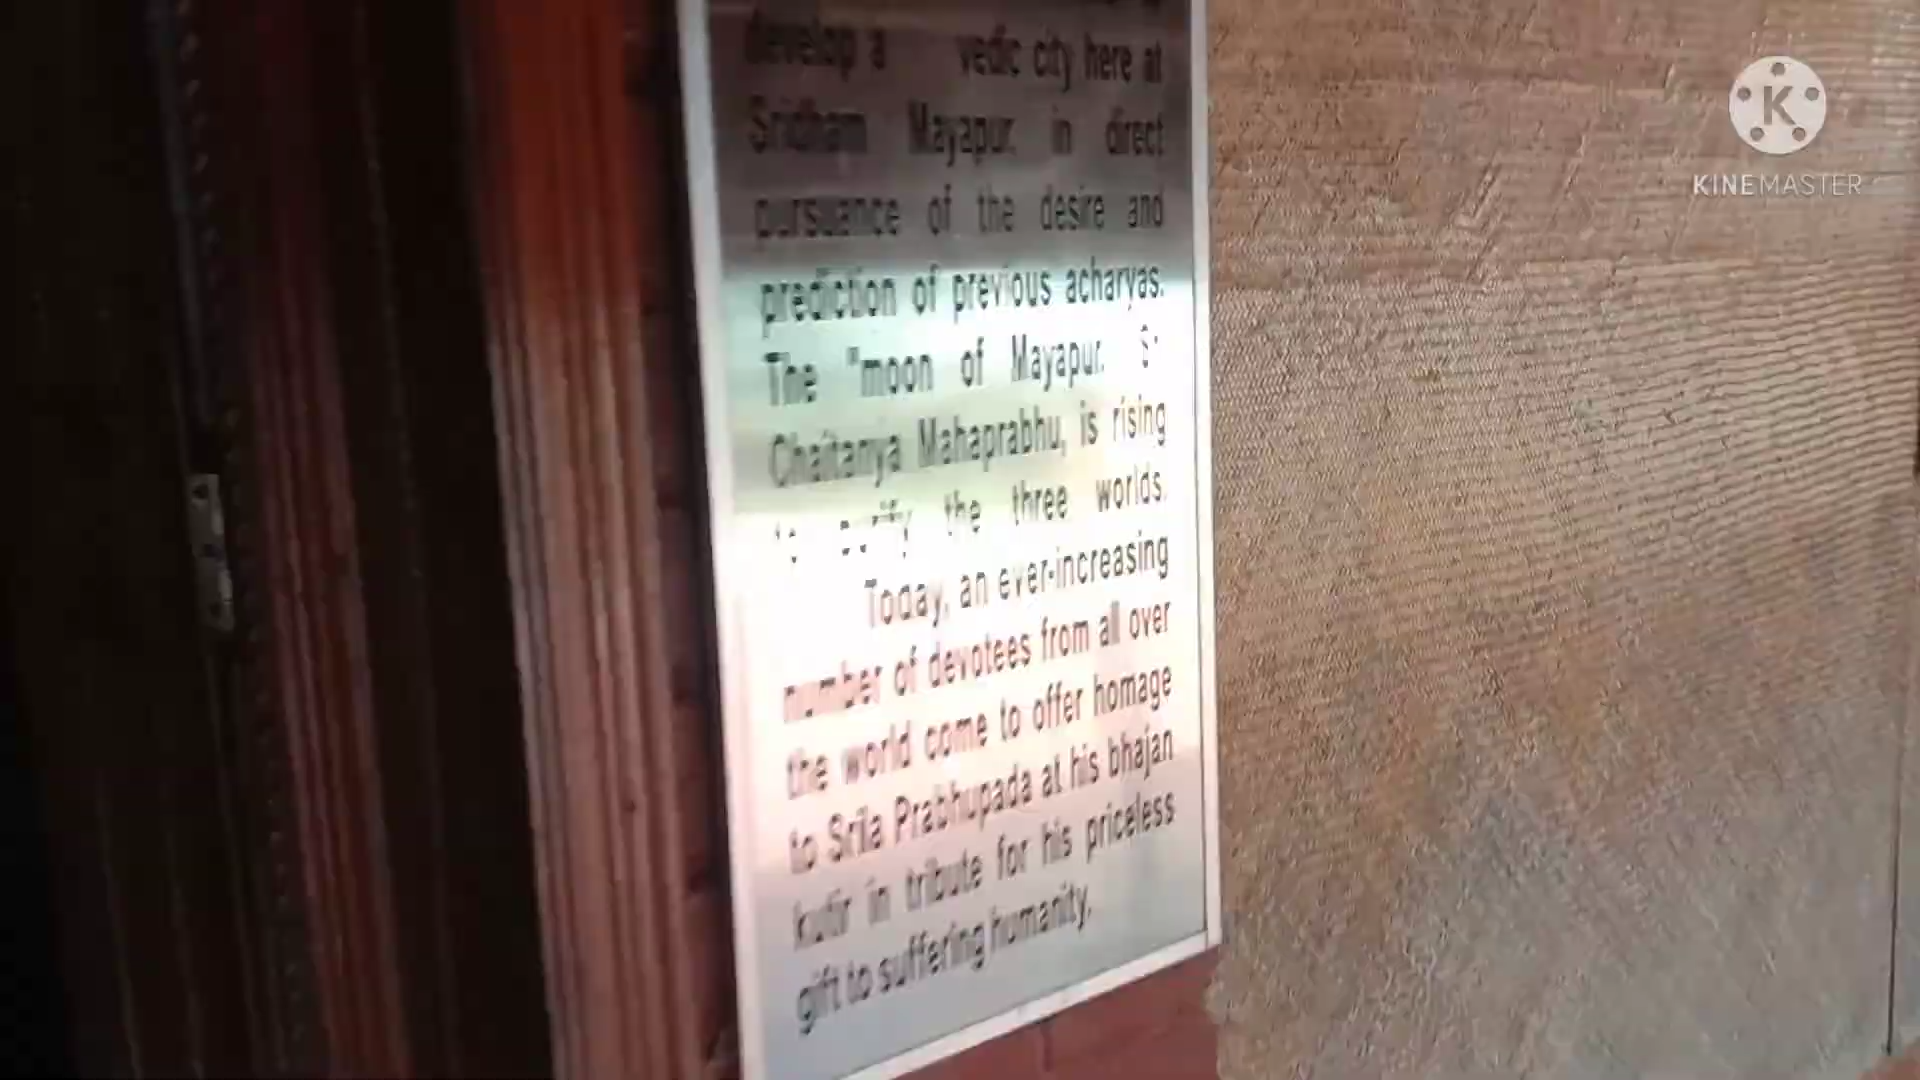 develop a vedic city here at
Sridham Mayapur, in direct
pursuance of the desire and
prediction of previous acharyas.
The "moon of Mayapur.
Chaitanya Mahaprabhu, is rising
to purify the three worlds.
Today, an ever-increasing
number of devotees from all over
the world come to offer homage
to Srila Prabhupada at his bhajan
kutir in tribute for his priceless
gift to suffering humanity.
K
KINEMASTER